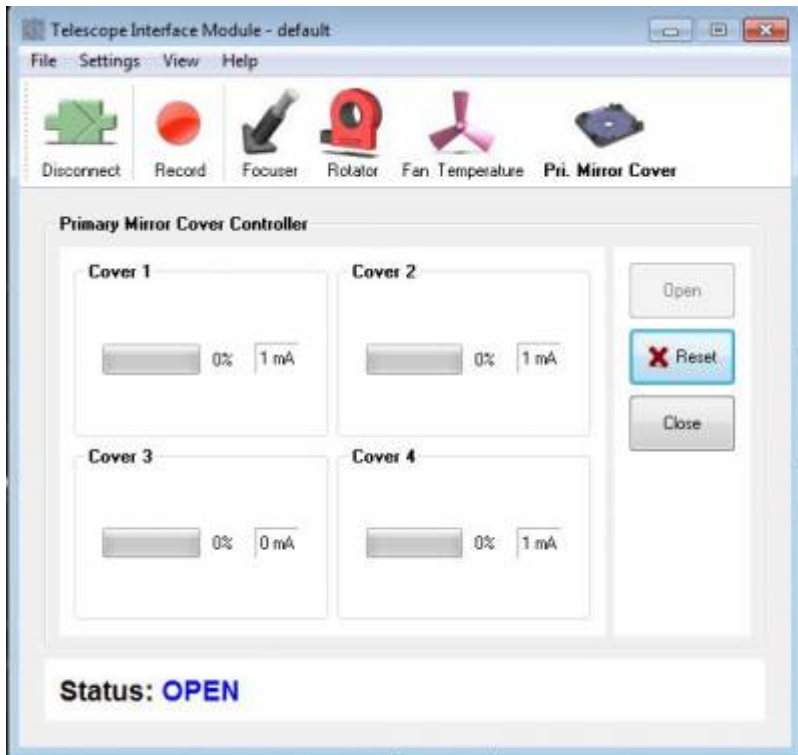 Telescope Interface Module - default
File Settings View Help
Disconnect Record Focuser Rotator Fan Temperature Pri. Mirror Cover
Primary Mirror Cover Controller
Cover 1 Cover 2
0% 1 mA 0% 1 mA
Open
Reset
Close
Cover 3 Cover 4
0% 0 mA 0% 1 mA
Status: OPEN